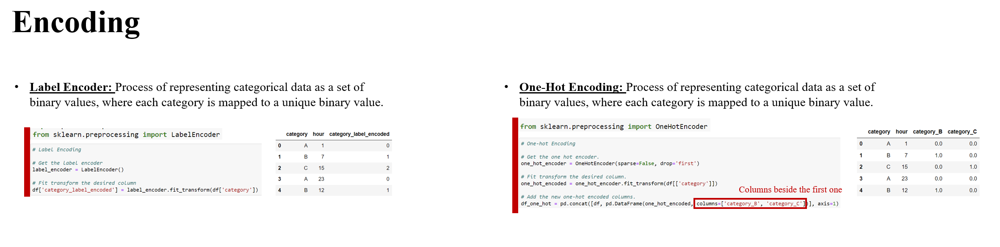 Encoding
• Label Encoder: Process of representing categorical data as a set of
binary values, where each category is mapped to a unique binary value.
from sklearn.preprocessing import LabelEncoder
# Label Encoding
# Get the label encoder
label_encoder = LabelEncoder()
# Fit transform the desired column
df['category_label_encoded'] = label_encoder.fit_transform(df['category'])
category hour category_label_encoded
0 A 1 0
1 B 7 1
2 C 15 2
3 A 23 0
4 B 12 1
• One-Hot Encoding: Process of representing categorical data as a set of
binary values, where each category is mapped to a unique binary value.
from sklearn.preprocessing import OneHotEncoder
# One-hot Encoding
# Get the one hot encoder.
one_hot_encoder = OneHotEncoder(sparse=False, drop='first')
# Fit transform the desired column.
one_hot_encoded = one_hot_encoder.fit_transform(df[['category']])
Columns beside the first one
# Add the new one-hot encoded columns.
df_one_hot = pd.concat([df, pd.DataFrame(one_hot_encoded, columns=['category_B', 'category_C'])], axis=1)
category hour category_B category_C
0 A 1 0.0 0.0
1 B 7 1.0 0.0
2 C 15 0.0 1.0
3 A 23 0.0 0.0
4 B 12 1.0 0.0